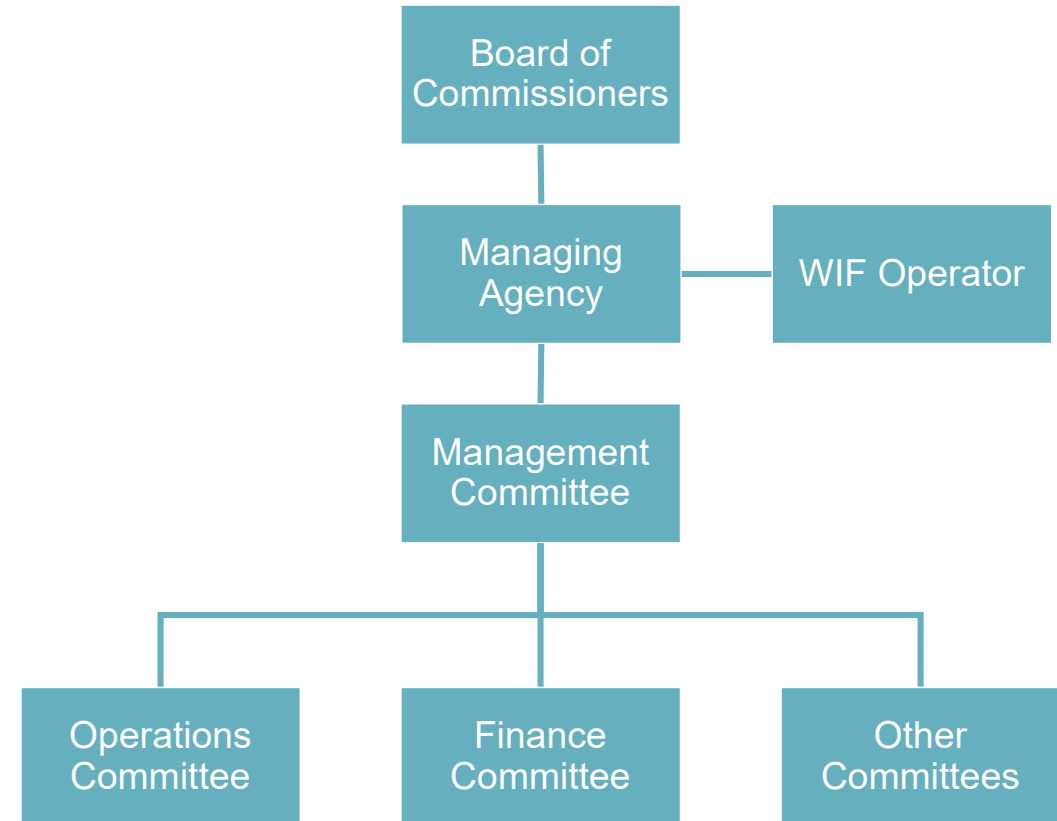 Board of
Commissioners
Managing
Agency
WIF Operator
Management
Committee
Operations
Committee
Finance
Committee
Other
Committees